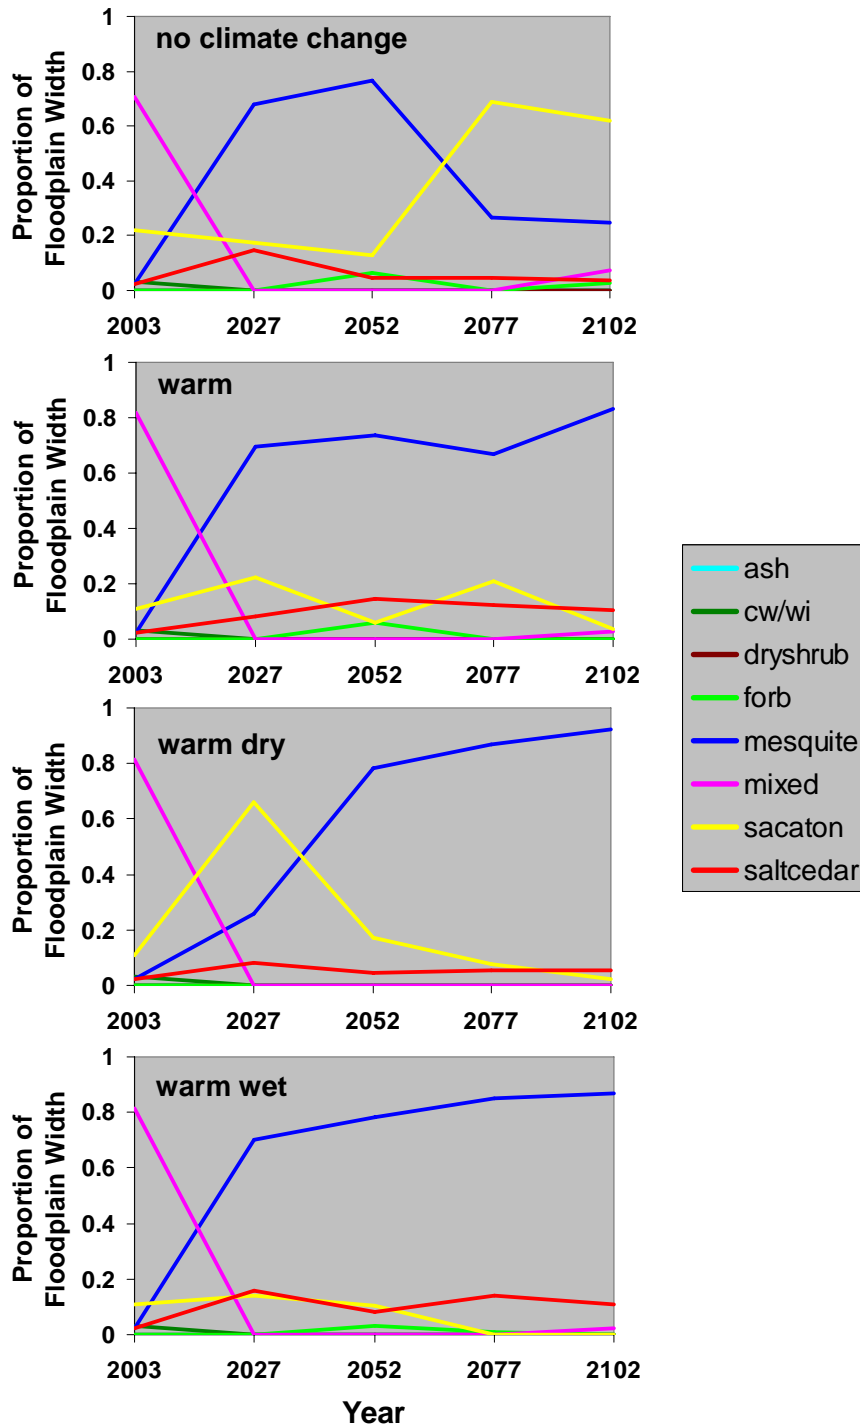 no climate change
Proportion of
Floodplain Width
1
0.8
0.6
0.4
0.2
0
2003 2027 2052 2077 2102
warm
Proportion of
Floodplain Width
1
0.8
0.6
0.4
0.2
0
2003 2027 2052 2077 2102
warm dry
Proportion of
Floodplain Width
1
0.8
0.6
0.4
0.2
0
2003 2027 2052 2077 2102
warm wet
Proportion of
Floodplain Width
1
0.8
0.6
0.4
0.2
0
2003 2027 2052 2077 2102
Year
ash
cw/wi
dryshrub
forb
mesquite
mixed
sacaton
saltcedar